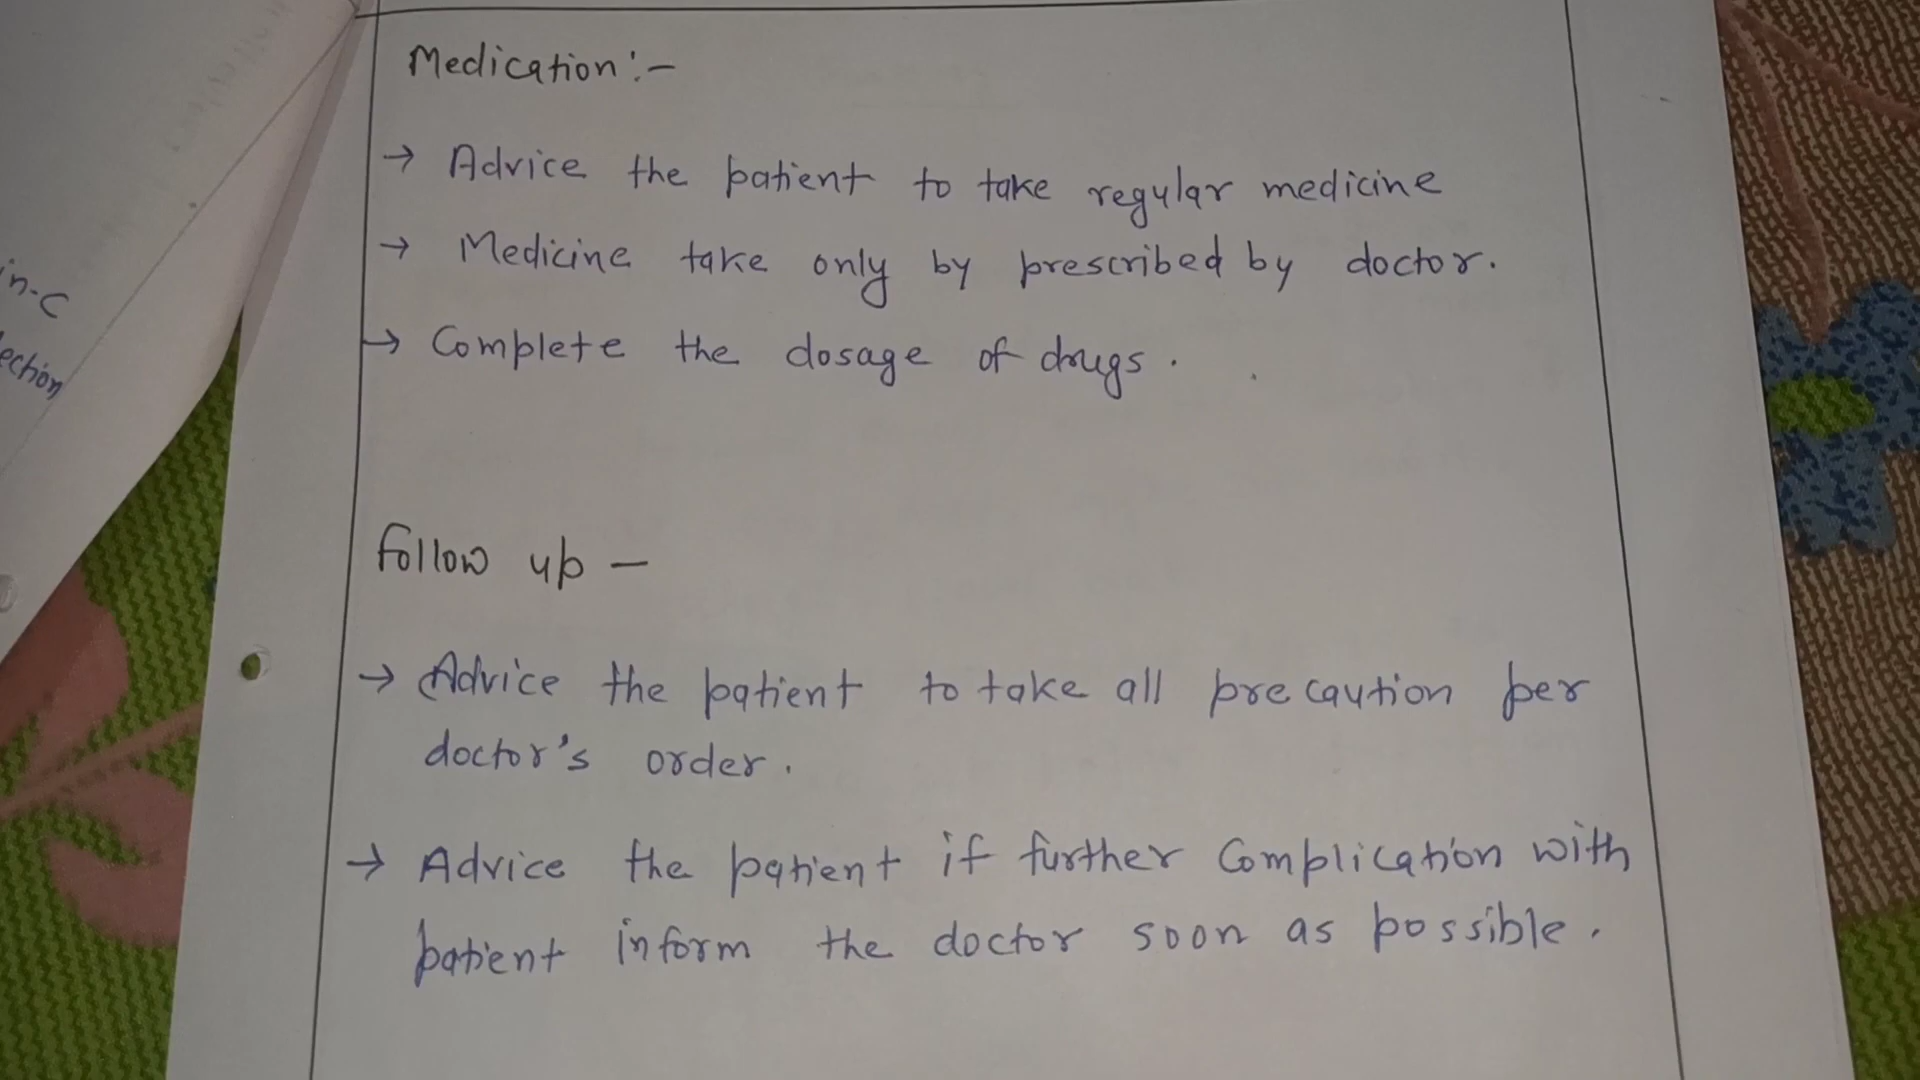 in-C
ection
Medication :-
→ Advice the patient to take regular medicine
→ Medicine take only by prescribed by doctor.
→ Complete the dosage of drugs.
Follow up -
→ Advice the patient to take all precaution per
doctor's order.
→ Advice the patient if further Complication with
patient inform the doctor soon as possible.